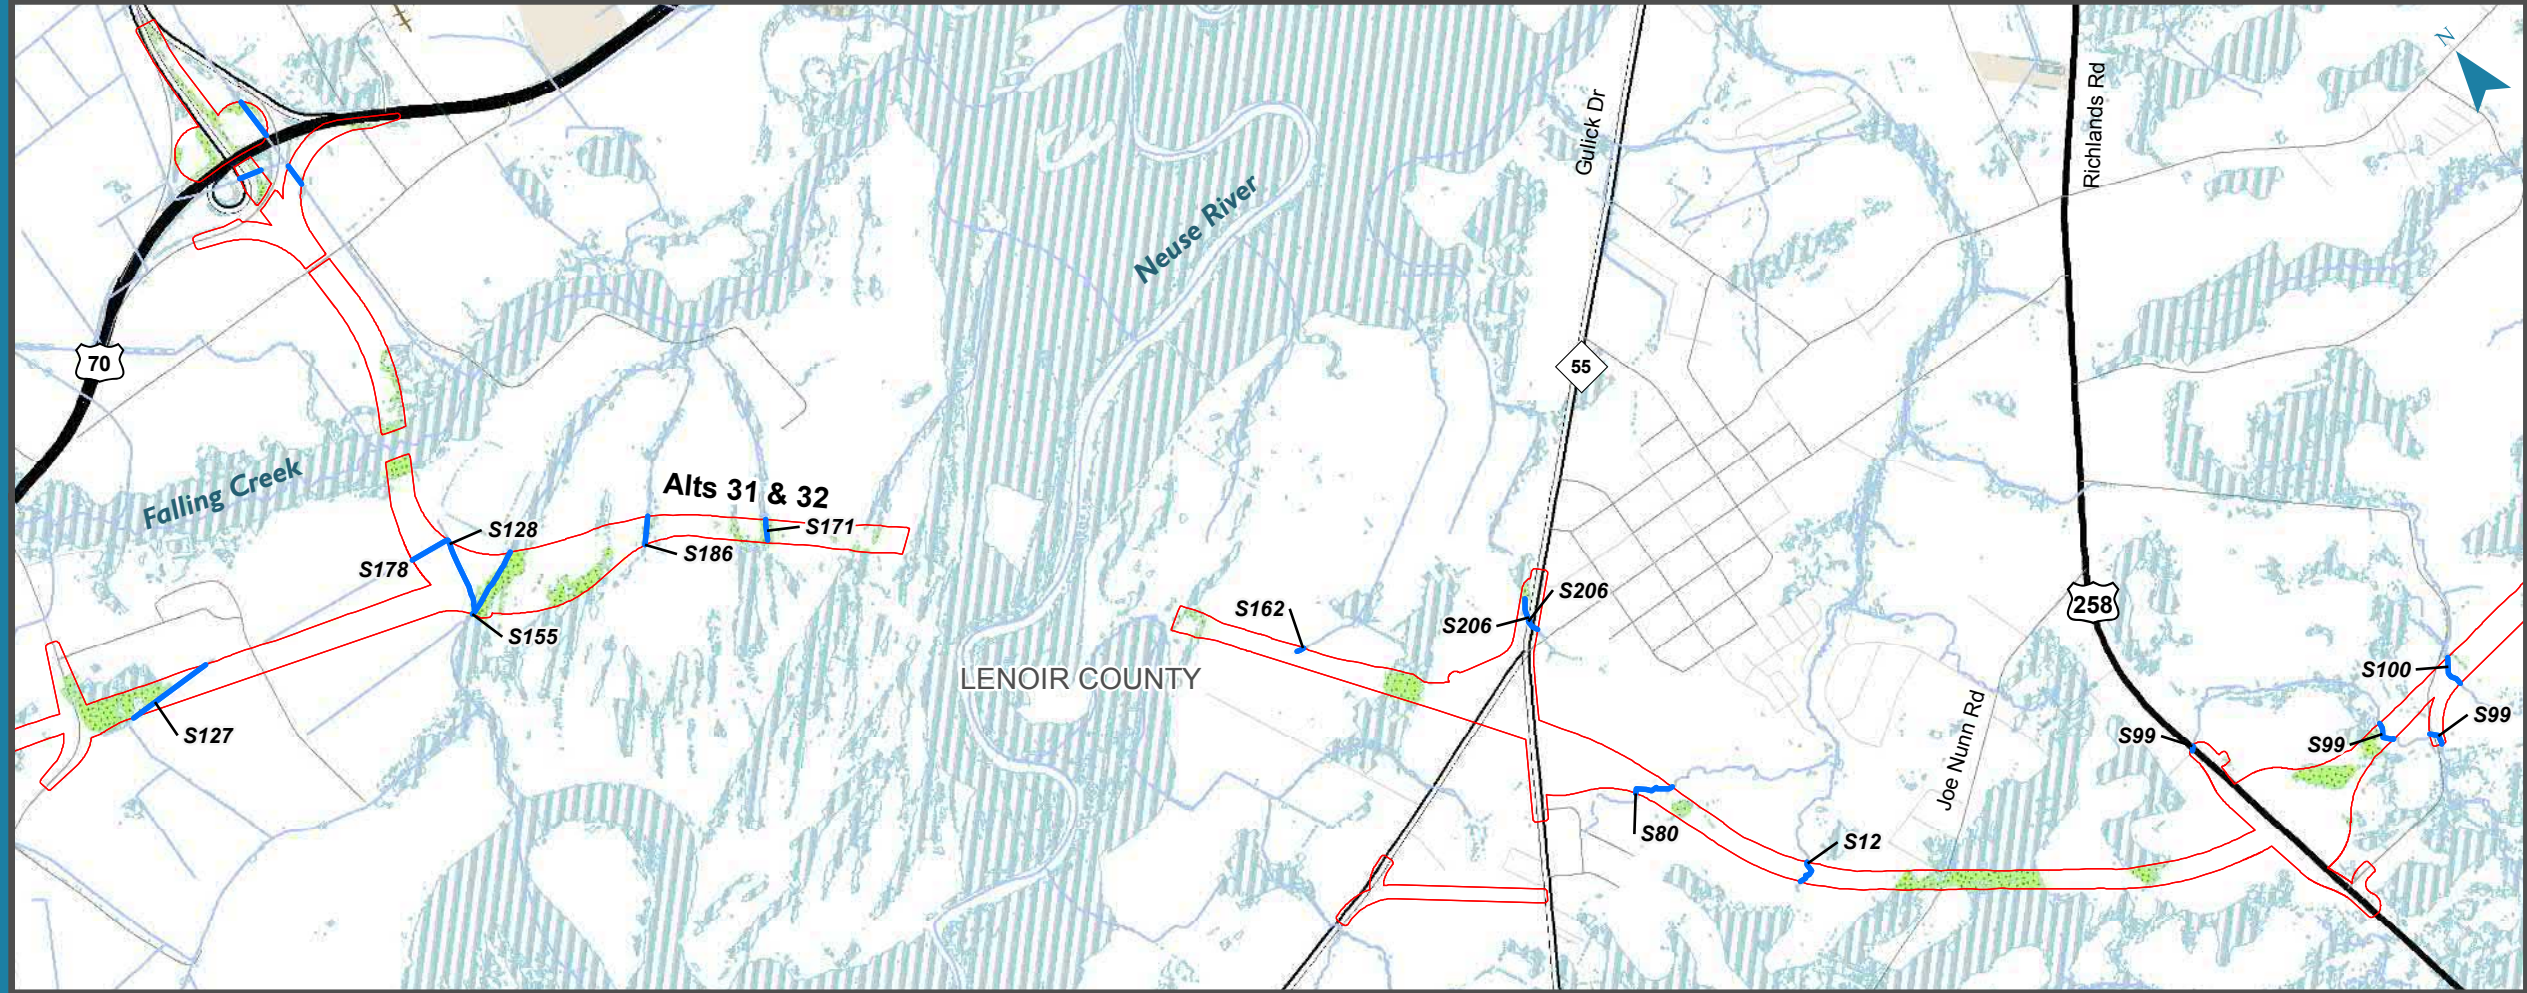 N
Gulick Dr
Richlands Rd
Neuse River
70
55
Falling Creek
Alts 31 & 32
S128
S171
S186
S178
S155
S127
LENOIR COUNTY
S162
S206
S206
258
S100
S99
S99
S99
Joe Nunn Rd
S80
S12